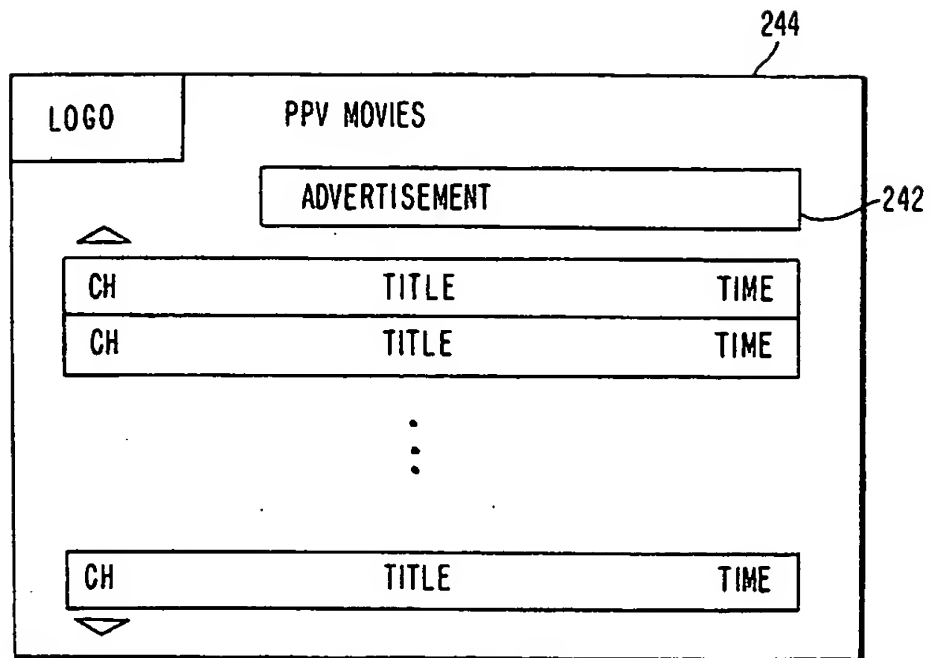 244
LOGO PPV MOVIES
ADVERTISEMENT
242
CH TITLE TIME
CH TITLE TIME
CH TITLE TIME